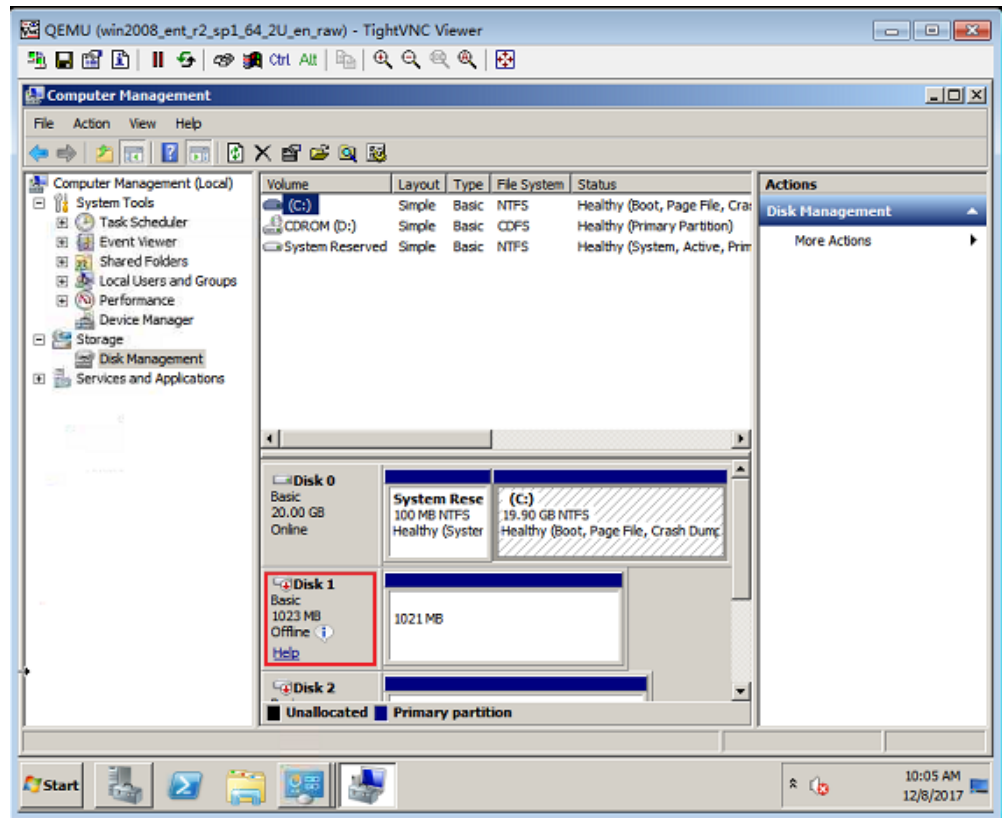 QEMU (win2008_ent_r2_sp1_64_2U_en_raw) - TightVNC Viewer
Ctrl Alt
Computer Management
File Action View Help
Computer Management (Local)
System Tools
Task Scheduler
Event Viewer
Shared Folders
Local Users and Groups
Performance
Device Manager
Storage
Disk Management
Services and Applications
Volume Layout Type File System Status
(C:) Simple Basic NTFS Healthy (Boot, Page File, Cra
CDROM (D:) Simple Basic CDFS Healthy (Primary Partition)
System Reserved Simple Basic NTFS Healthy (System, Active, Prim
Actions
Disk Management
More Actions
Disk 0
Basic
20.00 GB
Online
System Rese
100 MB NTFS
Healthy (Syster
(C:)
19.90 GB NTFS
Healthy (Boot, Page File, Crash Dump
Disk 1
Basic
1023 MB
Offline
Help
1021 MB
Disk 2
Unallocated Primary partition
Start
10:05 AM
12/8/2017